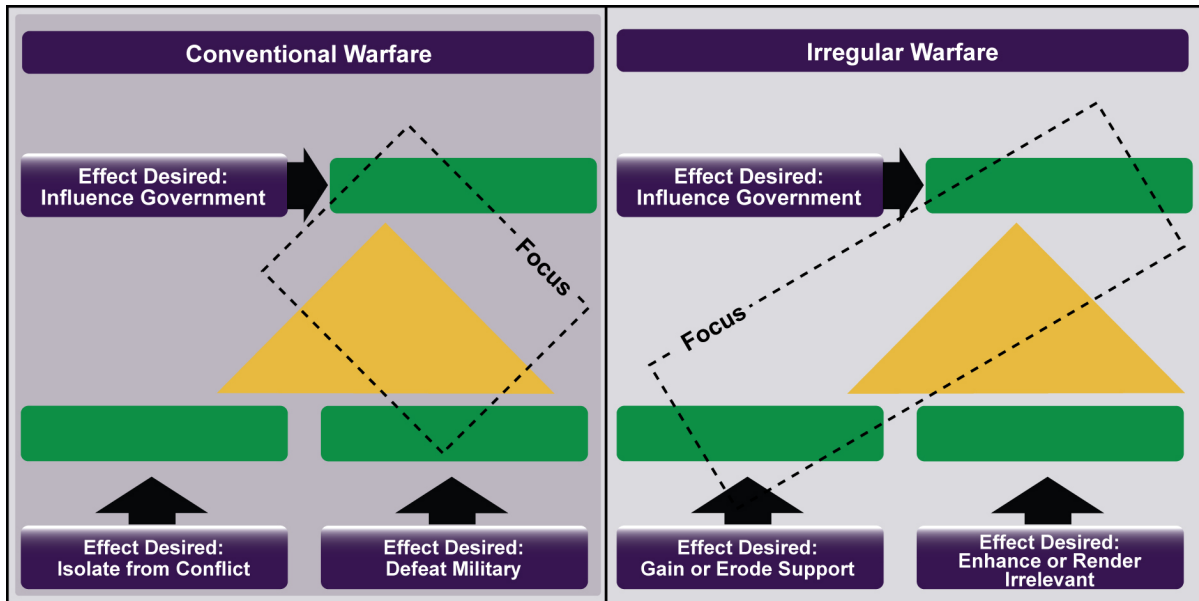 Conventional Warfare
Effect Desired:
Influence Government
Focus
Effect Desired:
Isolate from Conflict
Effect Desired:
Defeat Military
Irregular Warfare
Effect Desired:
Influence Government
Focus
Effect Desired:
Gain or Erode Support
Effect Desired:
Enhance or Render
Irrelevant